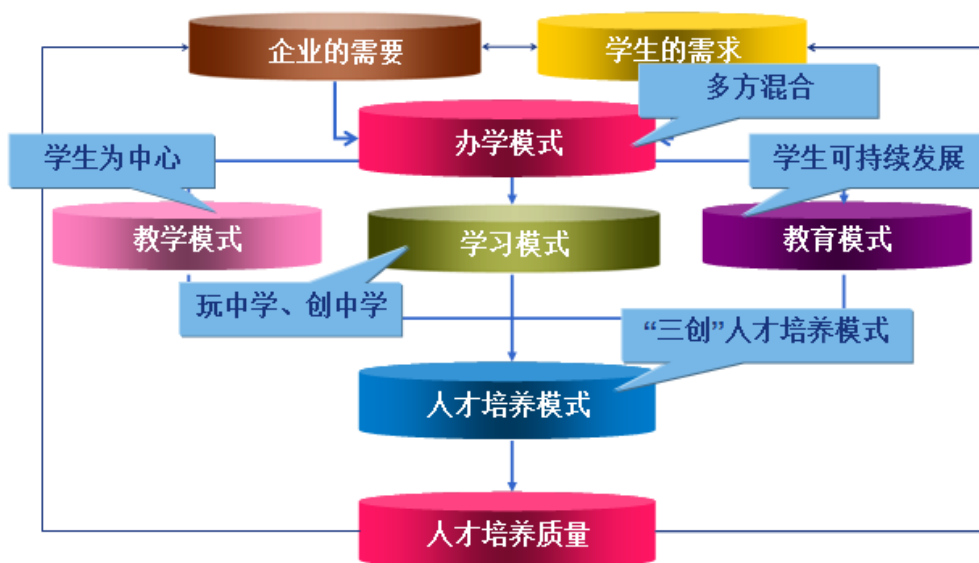 企业的需要
学生的需求
多方混合
办学模式
学生为中心
学生可持续发展
教学模式
学习模式
教育模式
玩中学、创中学
“三创”人才培养模式
人才培养模式
人才培养质量